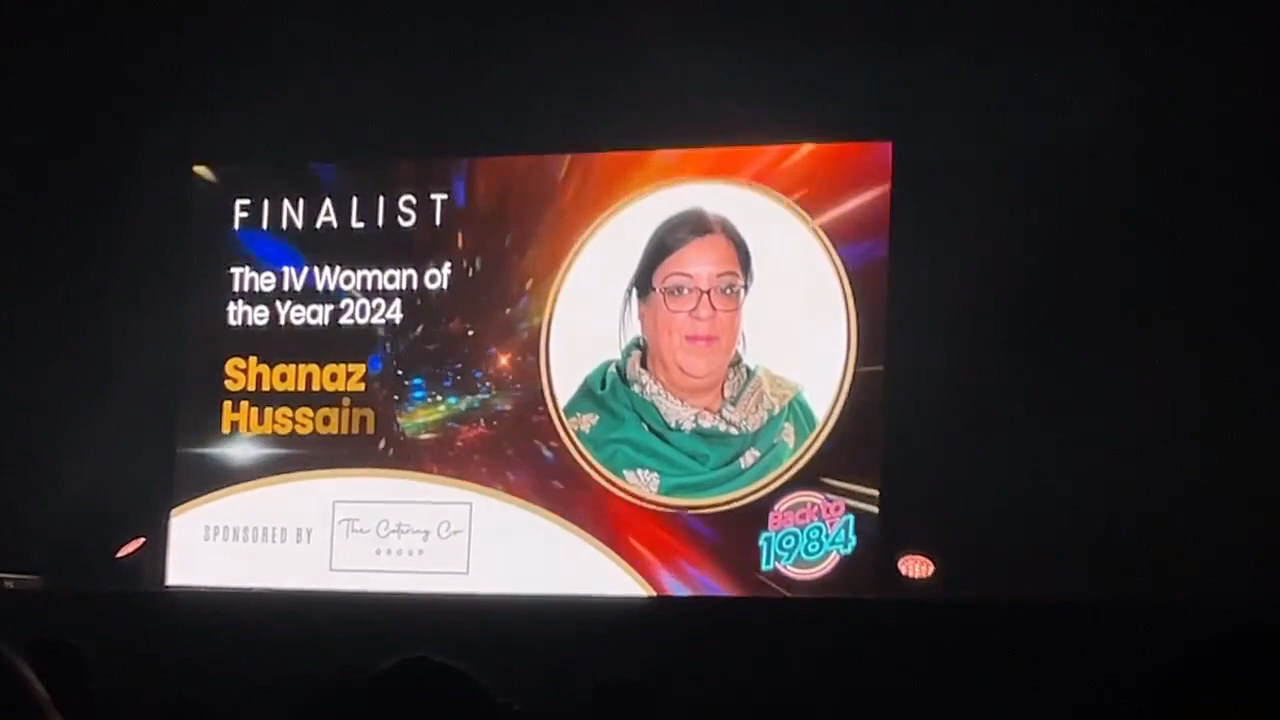 FINALIST
The 1V Woman of
the Year 2024
Shanaz
Hussain
SPONSORED BY
The Catering Co
GROUP
Back to
1984